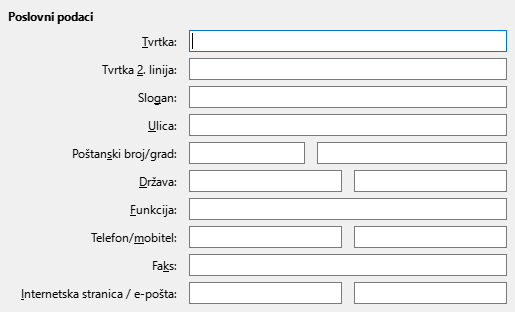 Poslovni podaci
Tvrtka:
Tvrtka 2. linija:
Slogan:
Ulica:
Poštanski broj/grad:
Država:
Funkcija:
Telefon/mobitel:
Faks:
Internetska stranica / e-pošta: